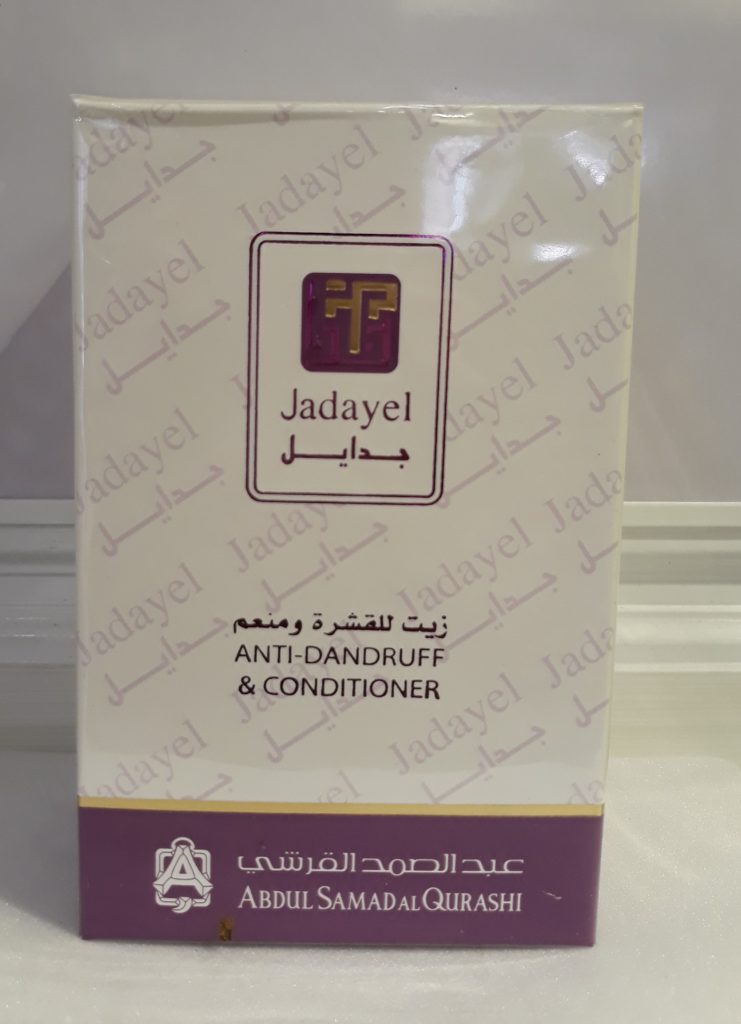 Jadayel
جدايل
زيت للقشرة ومنعم
ANTI-DANDRUFF
& CONDITIONER
عبد الصمد القرشي
ABDUL SAMAD AL QURASHI